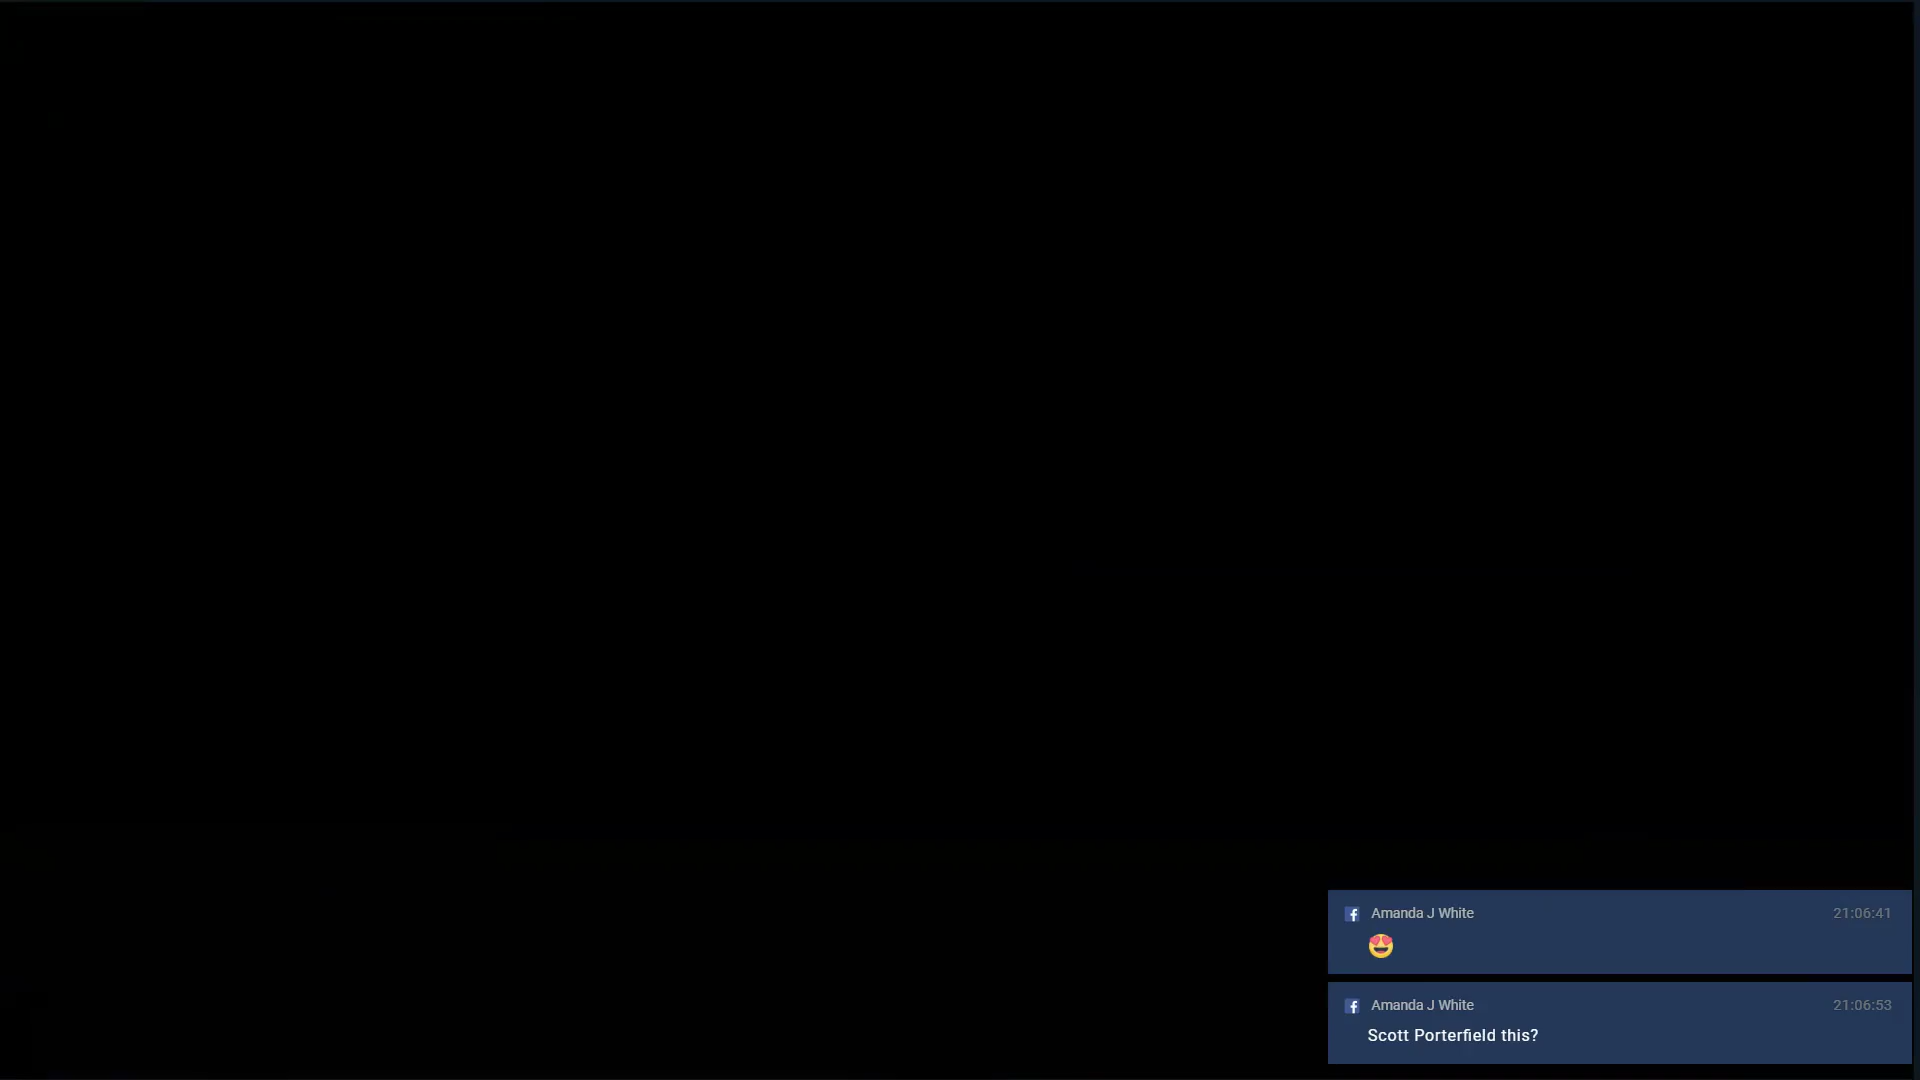 Amanda J White 21:06:41
😍
Amanda J White 21:06:53
Scott Porterfield this?